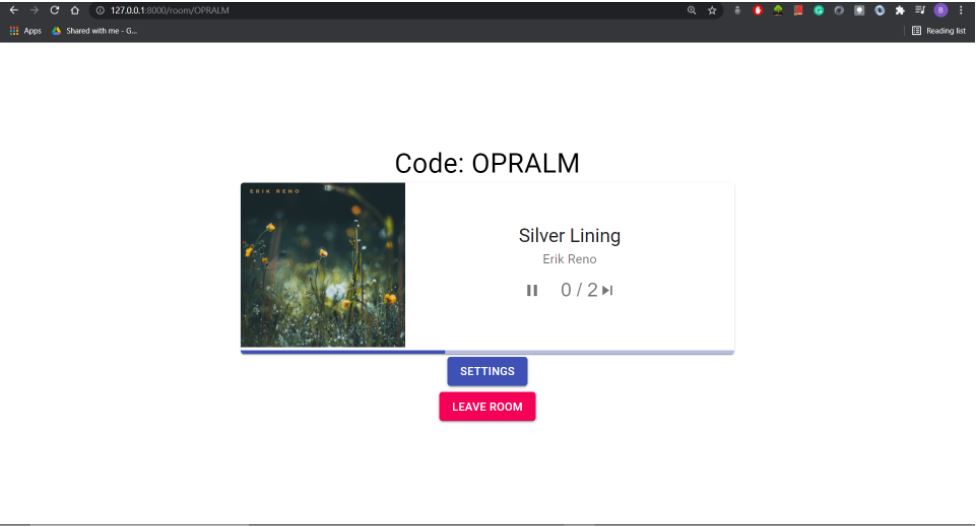 127.0.0.1:8000/room/OPRALM
Apps
Shared with me - G...
Reading list
Code: OPRALM
ERIK RENO
Silver Lining
Erik Reno
0 / 2
SETTINGS
LEAVE ROOM